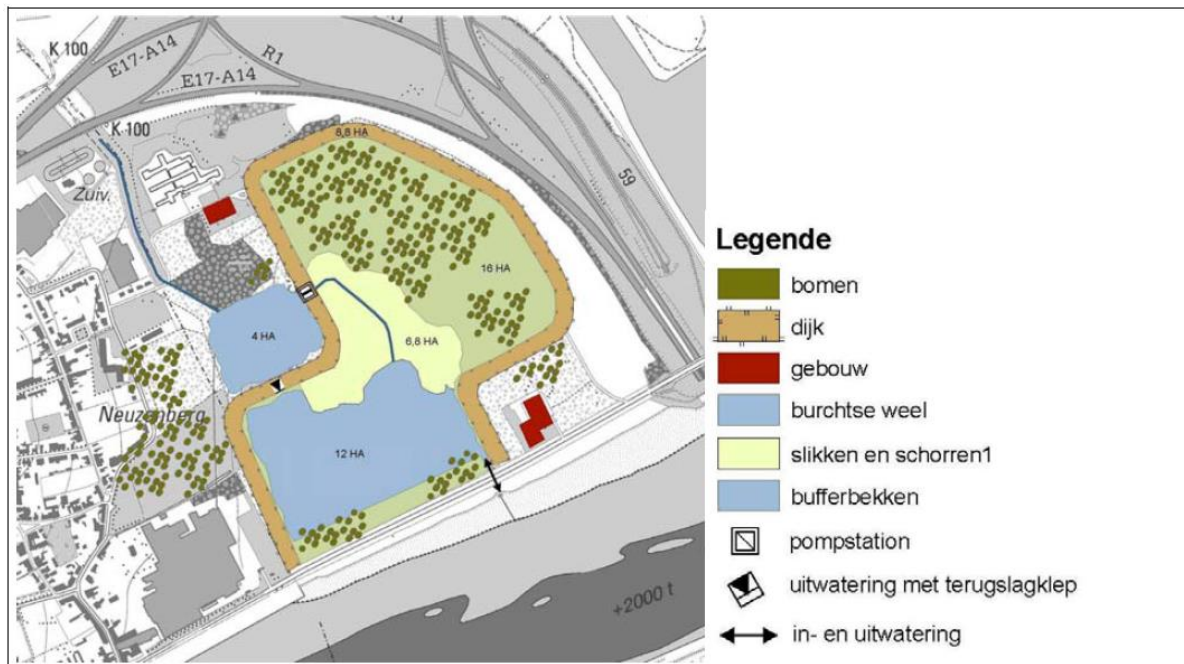 K 100
E17-A14
R1
E17-A14
K 100
8,8 HA
59
Zuiv.
16 HA
4 HA
6,8 HA
Neuzenberg
12 HA
+2000 t
Legende
bomen
dijk
gebouw
burchtse weel
slikken en schorren1
bufferbekken
pompstation
uitwatering met terugslagklep
in- en uitwatering